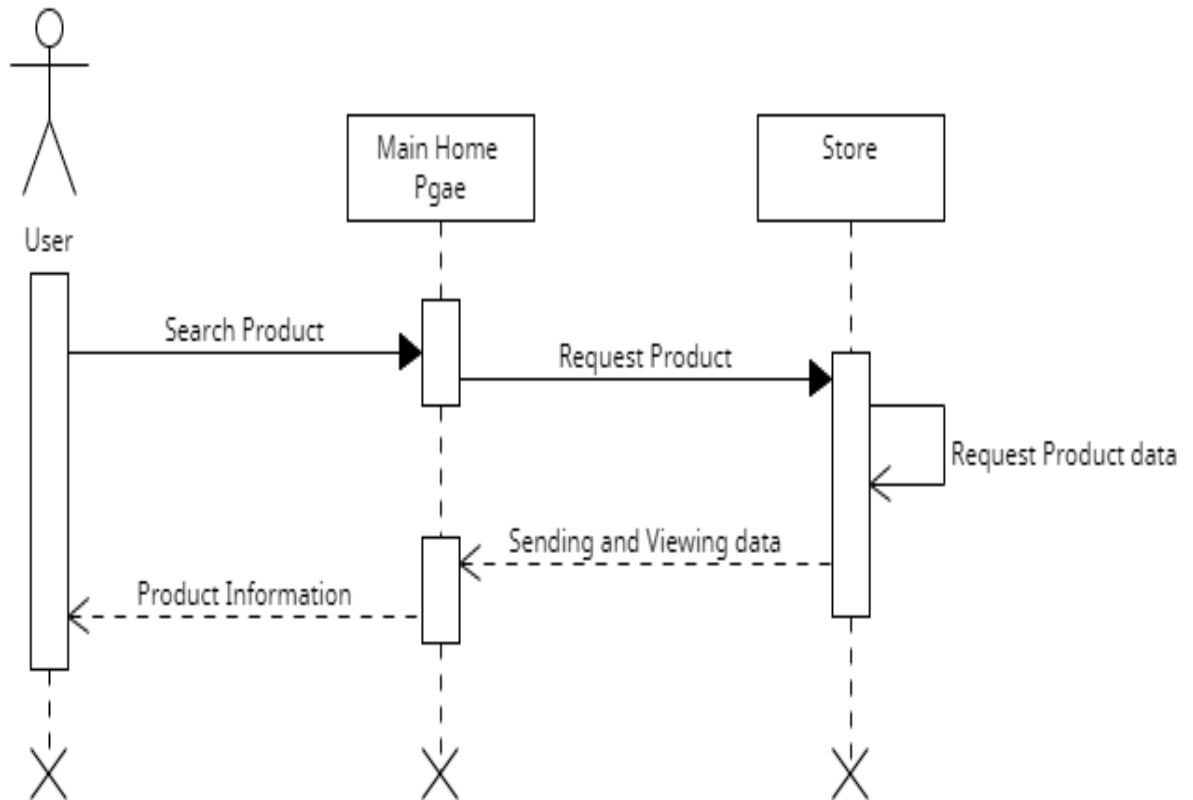 Main Home
Pgae
Store
User
Search Product
Request Product
Request Product data
Sending and Viewing data
Product Information